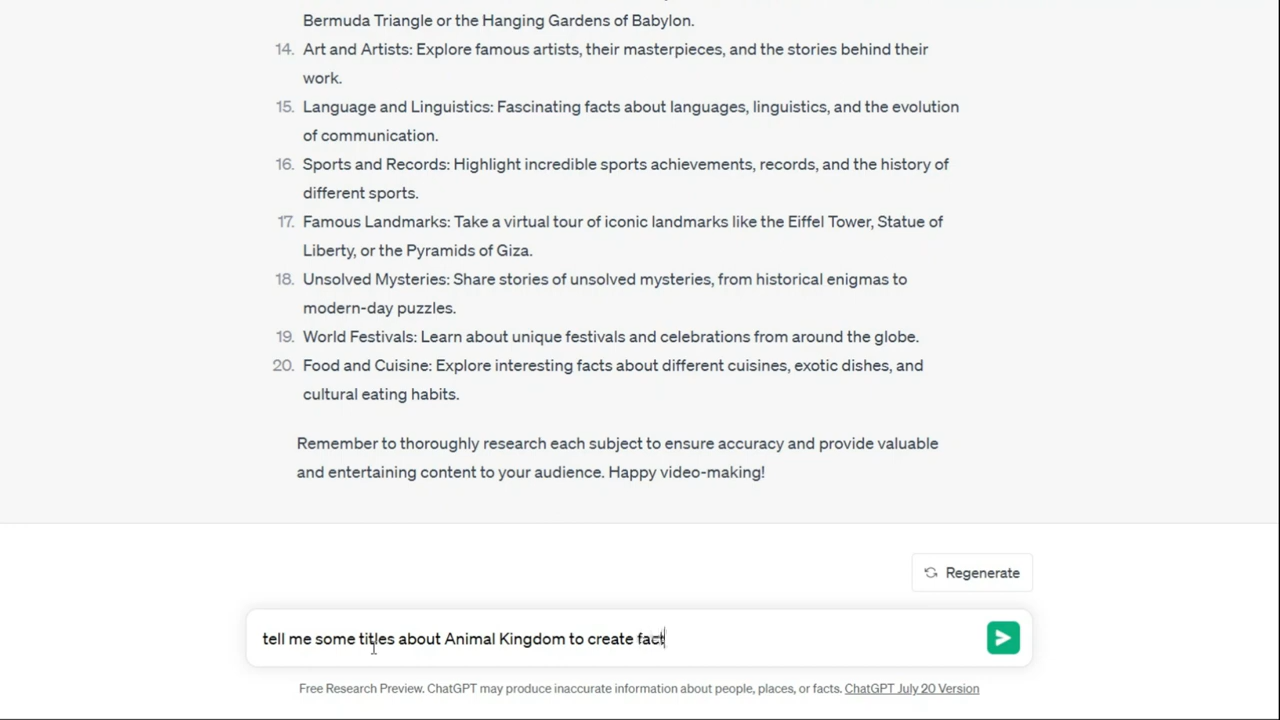 Bermuda Triangle or the Hanging Gardens of Babylon.
14. Art and Artists: Explore famous artists, their masterpieces, and the stories behind their
work.
15. Language and Linguistics: Fascinating facts about languages, linguistics, and the evolution
of communication.
16. Sports and Records: Highlight incredible sports achievements, records, and the history of
different sports.
17. Famous Landmarks: Take a virtual tour of iconic landmarks like the Eiffel Tower, Statue of
Liberty, or the Pyramids of Giza.
18. Unsolved Mysteries: Share stories of unsolved mysteries, from historical enigmas to
modern-day puzzles.
19. World Festivals: Learn about unique festivals and celebrations from around the globe.
20. Food and Cuisine: Explore interesting facts about different cuisines, exotic dishes, and
cultural eating habits.
Remember to thoroughly research each subject to ensure accuracy and provide valuable
and entertaining content to your audience. Happy video-making!
Regenerate
tell me some titles about Animal Kingdom to create fact
Free Research Preview. ChatGPT may produce inaccurate information about people, places, or facts. ChatGPT July 20 Version